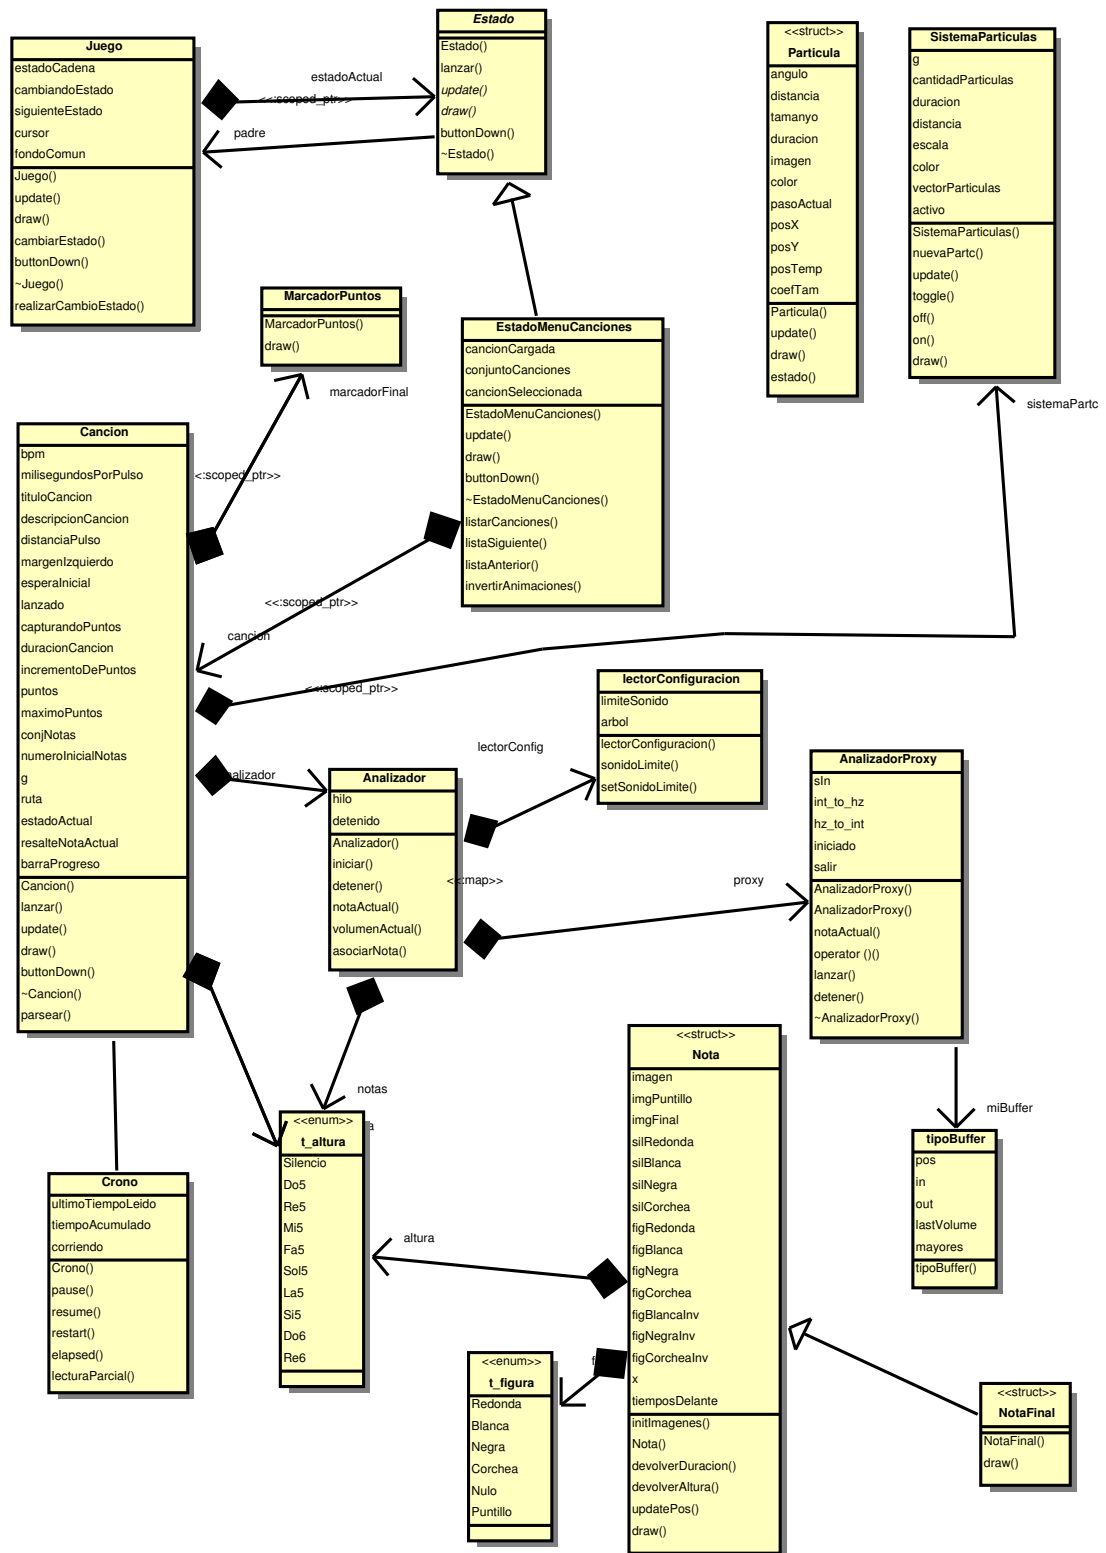 Juego
estadoCadena
cambiandoEstado
siguienteEstado
cursor
fondoComun
Juego()
update()
draw()
cambiarEstado()
buttonDown()
~Juego()
realizarCambioEstado()
estadoActual
<<:scoped_ptr>>
padre
Estado
Estado()
lanzar()
update()
draw()
buttonDown()
~Estado()
<<struct>>
Particula
angulo
distancia
tamanyo
duracion
imagen
color
pasoActual
posX
posY
posTemp
coefTam
Particula()
update()
draw()
estado()
SistemaParticulas
g
cantidadParticulas
duracion
distancia
escala
color
vectorParticulas
activo
SistemaParticulas()
nuevaPartc()
update()
toggle()
off()
on()
draw()
sistemaPartc
MarcadorPuntos
MarcadorPuntos()
draw()
marcadorFinal
<:scoped_ptr>>
EstadoMenuCanciones
cancionCargada
conjuntoCanciones
cancionSeleccionada
EstadoMenuCanciones()
update()
draw()
buttonDown()
~EstadoMenuCanciones()
listarCanciones()
listaSiguiente()
listaAnterior()
invertirAnimaciones()
<<:scoped_ptr>>
cancion
<<:scoped_ptr>>
Cancion
bpm
milisegundosPorPulso
tituloCancion
descripcionCancion
distanciaPulso
margenIzquierdo
esperaInicial
lanzado
capturandoPuntos
duracionCancion
incrementoDePuntos
puntos
maximoPuntos
conjNotas
numeroInicialNotas
g
ruta
estadoActual
resalteNotaActual
barraProgreso
Cancion()
lanzar()
update()
draw()
buttonDown()
~Cancion()
parsear()
nalizador
Analizador
hilo
detenido
Analizador()
iniciar()
detener()
notaActual()
volumenActual()
asociarNota()
lectorConfig
lectorConfiguracion
limiteSonido
arbol
lectorConfiguracion()
sonidoLimite()
setSonidoLimite()
<<:map>>
proxy
AnalizadorProxy
sIn
int_to_hz
hz_to_int
iniciado
salir
AnalizadorProxy()
AnalizadorProxy()
notaActual()
operator ()()
lanzar()
detener()
~AnalizadorProxy()
miBuffer
tipoBuffer
pos
in
out
lastVolume
mayores
tipoBuffer()
notas
a
<<enum>>
t_altura
Silencio
Do5
Re5
Mi5
Fa5
Sol5
La5
Si5
Do6
Re6
Crono
ultimoTiempoLeido
tiempoAcumulado
corriendo
Crono()
pause()
resume()
restart()
elapsed()
lecturaParcial()
altura
<<struct>>
Nota
imagen
imgPuntillo
imgFinal
silRedonda
silBlanca
silNegra
silCorchea
figRedonda
figBlanca
figNegra
figCorchea
figBlancaInv
figNegraInv
figCorcheaInv
x
tiemposDelante
initImagenes()
Nota()
devolverDuracion()
devolverAltura()
updatePos()
draw()
<<enum>>
t_figura
Redonda
Blanca
Negra
Corchea
Nulo
Puntillo
<<struct>>
NotaFinal
NotaFinal()
draw()